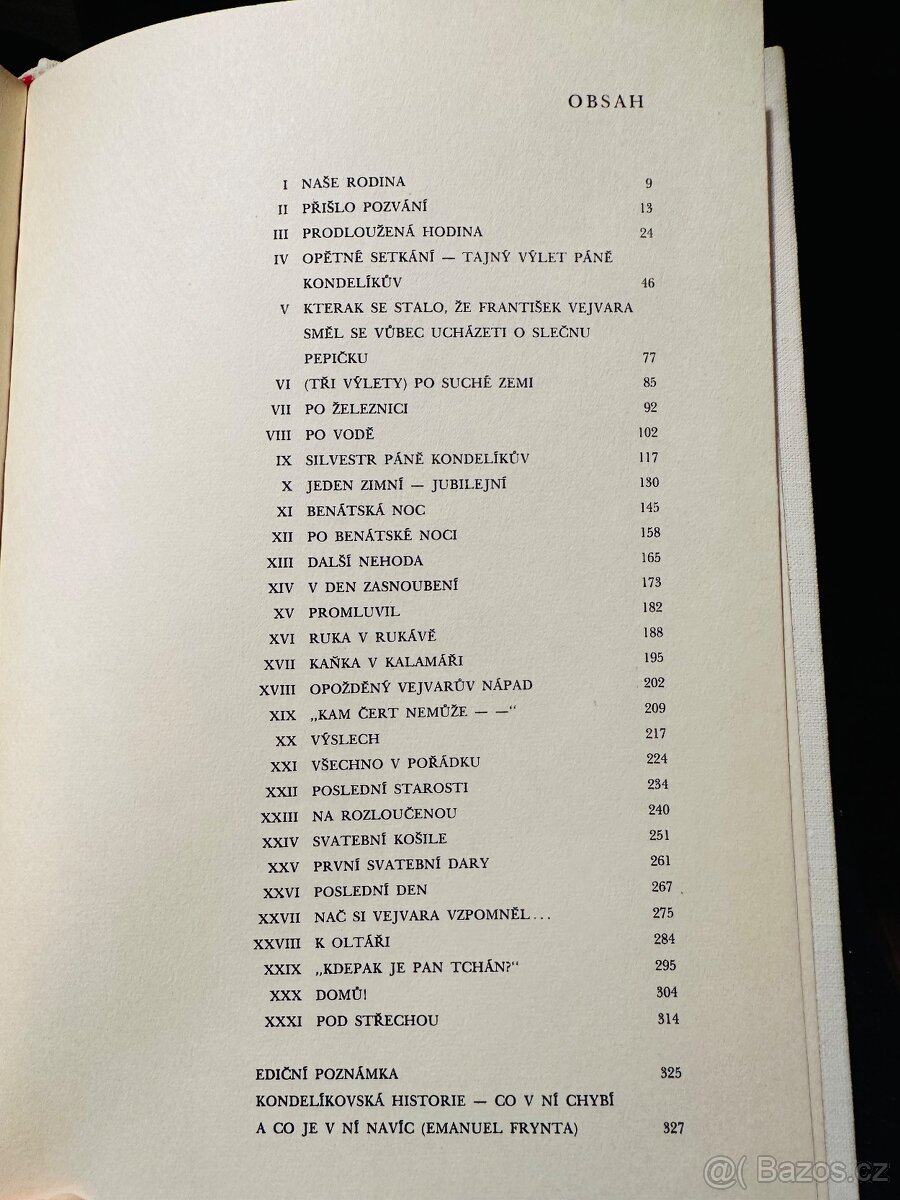 OBSAH
I NAŠE RODINA 9
II PŘIŠLO POZVÁNÍ 13
III PRODLOUŽENÁ HODINA 24
IV OPĚTNÉ SETKÁNÍ — TAJNÝ VÝLET PÁNĚ
KONDELÍKŮV 46
V KTERAK SE STALO, ŽE FRANTIŠEK VEJVARA
SMĚL SE VŮBEC UCHÁZETI O SLEČNU
PEPIČKU 77
VI (TŘI VÝLETY) PO SUCHÉ ZEMI 85
VII PO ŽELEZNICI 92
VIII PO VODĚ 102
IX SILVESTR PÁNĚ KONDELÍKŮV 117
X JEDEN ZIMNÍ — JUBILEJNÍ 130
XI BENÁTSKÁ NOC 145
XII PO BENÁTSKÉ NOCI 158
XIII DALŠÍ NEHODA 165
XIV V DEN ZASNOUBENÍ 173
XV PROMLUVIL 182
XVI RUKA V RUKÁVĚ 188
XVII KAŇKA V KALAMÁŘI 195
XVIII OPOŽDĚNÝ VEJVARŮV NÁPAD 202
XIX „KAM ČERT NEMŮŽE — —“ 209
XX VÝSLECH 217
XXI VŠECHNO V POŘÁDKU 224
XXII POSLEDNÍ STAROSTI 234
XXIII NA ROZLOUČENOU 240
XXIV SVATEBNÍ KOŠILE 251
XXV PRVNÍ SVATEBNÍ DARY 261
XXVI POSLEDNÍ DEN 267
XXVII NAČ SI VEJVARA VZPOMNĚL... 275
XXVIII K OLTÁŘI 284
XXIX „KDEPAK JE PAN TCHÁN?“ 295
XXX DOMŮ! 304
XXXI POD STŘECHOU 314
EDIČNÍ POZNÁMKA 325
KONDELÍKOVSKÁ HISTORIE — CO V NÍ CHYBÍ
A CO JE V NÍ NAVÍC (EMANUEL FRYNTA) 327
@( Bazos.cz